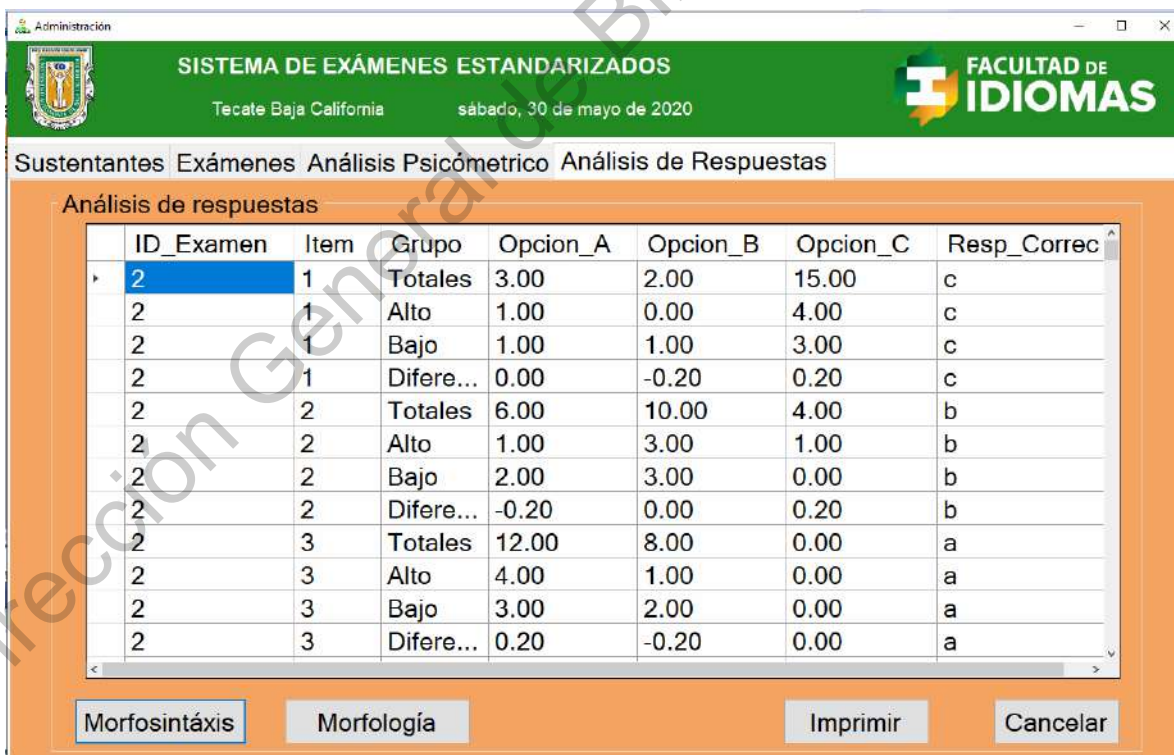 Administración
SISTEMA DE EXÁMENES ESTANDARIZADOS
Tecate Baja California sábado, 30 de mayo de 2020
FACULTAD DE
IDIOMAS
Sustentantes Exámenes Análisis Psicómetrico Análisis de Respuestas
Análisis de respuestas
ID_Examen Item Grupo Opcion_A Opcion_B Opcion_C Resp_Correc
2 1 Totales 3.00 2.00 15.00 c
2 1 Alto 1.00 0.00 4.00 c
2 1 Bajo 1.00 1.00 3.00 c
2 1 Difere... 0.00 -0.20 0.20 c
2 2 Totales 6.00 10.00 4.00 b
2 2 Alto 1.00 3.00 1.00 b
2 2 Bajo 2.00 3.00 0.00 b
2 2 Difere... -0.20 0.00 0.20 b
2 3 Totales 12.00 8.00 0.00 a
2 3 Alto 4.00 1.00 0.00 a
2 3 Bajo 3.00 2.00 0.00 a
2 3 Difere... 0.20 -0.20 0.00 a
Morfosintáxis Morfología Imprimir Cancelar
General de